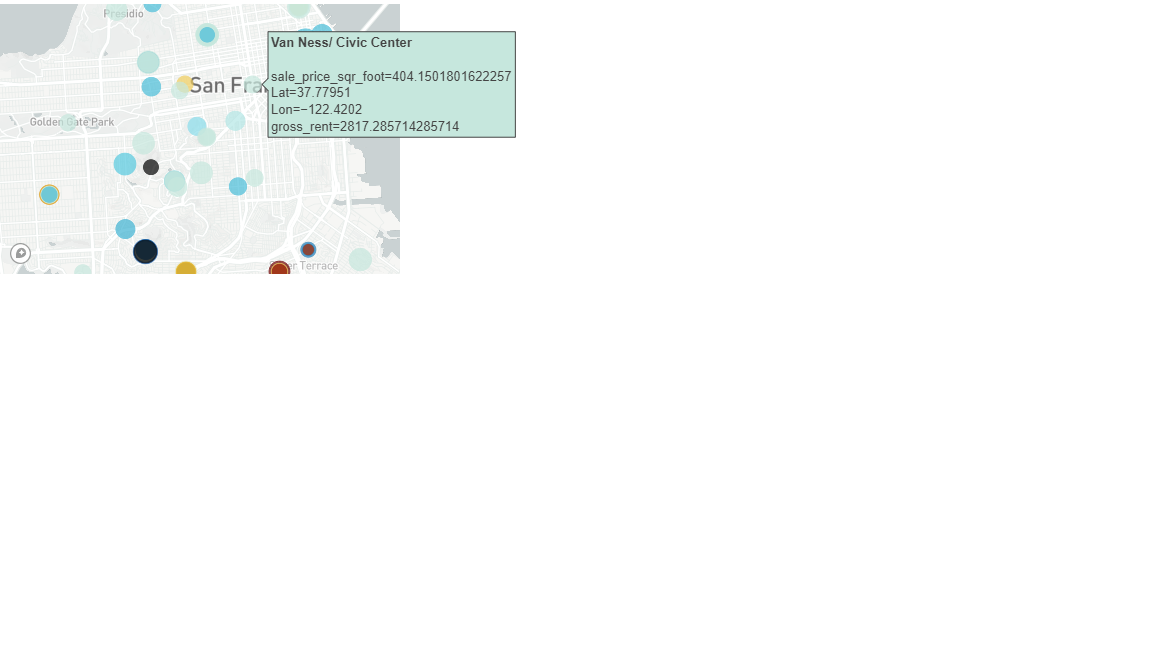 Presidio
Van Ness/ Civic Center
sale_price_sqr_foot=404.1501801622257
San Fra
Lat=37.77951
Lon=−122.4202
Golden Gate Park
gross_rent=2817.285714285714
er Terrace